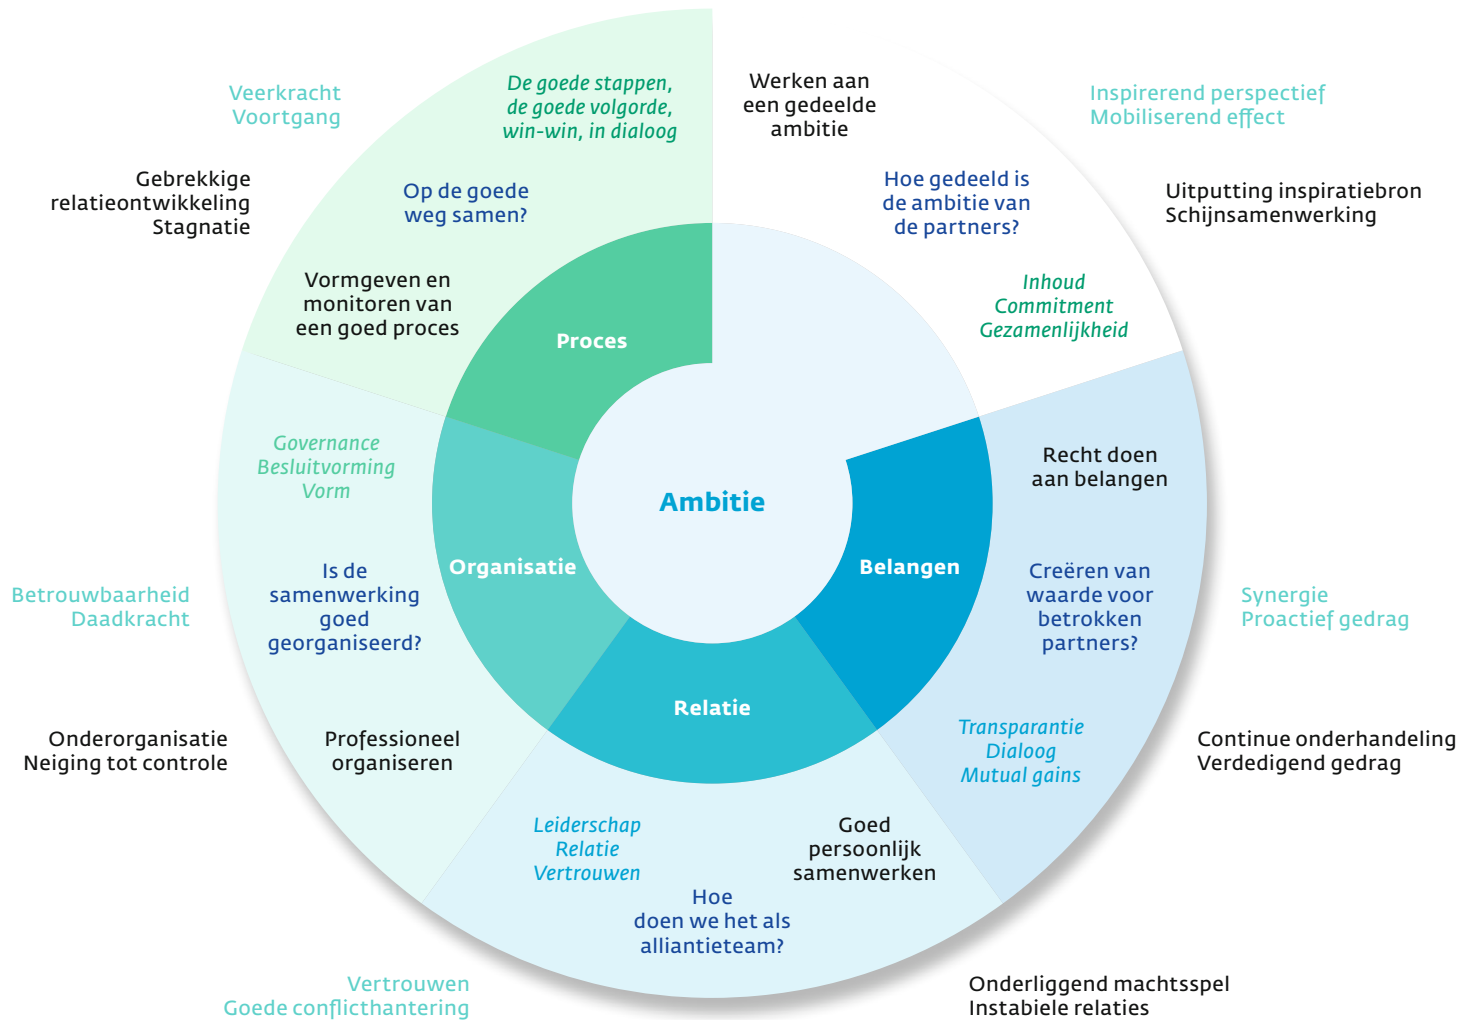 Werken aan
een gedeelde
ambitie
Hoe gedeeld is
de ambitie van
de partners?
Inhoud
Commitment
Gezamenlijkheid
Inspirerend perspectief
Mobiliserend effect
Uitputting inspiratiebron
Schijnsamenwerking
Ambitie
Belangen
Recht doen
aan belangen
Creëren van
waarde voor
betrokken
partners?
Transparantie
Dialoog
Mutual gains
Synergie
Proactief gedrag
Continue onderhandeling
Verdedigend gedrag
Relatie
Goed
persoonlijk
samenwerken
Hoe
doen we het als
alliantieteam?
Leiderschap
Relatie
Vertrouwen
Onderliggend machtsspel
Instabiele relaties
Vertrouwen
Goede conflicthantering
Organisatie
Professioneel
organiseren
Is de
samenwerking
goed
georganiseerd?
Governance
Besluitvorming
Vorm
Betrouwbaarheid
Daadkracht
Onderorganisatie
Neiging tot controle
Proces
Vormgeven en
monitoren van
een goed proces
Op de goede
weg samen?
De goede stappen,
de goede volgorde,
win-win, in dialoog
Veerkracht
Voortgang
Gebrekkige
relatieontwikkeling
Stagnatie